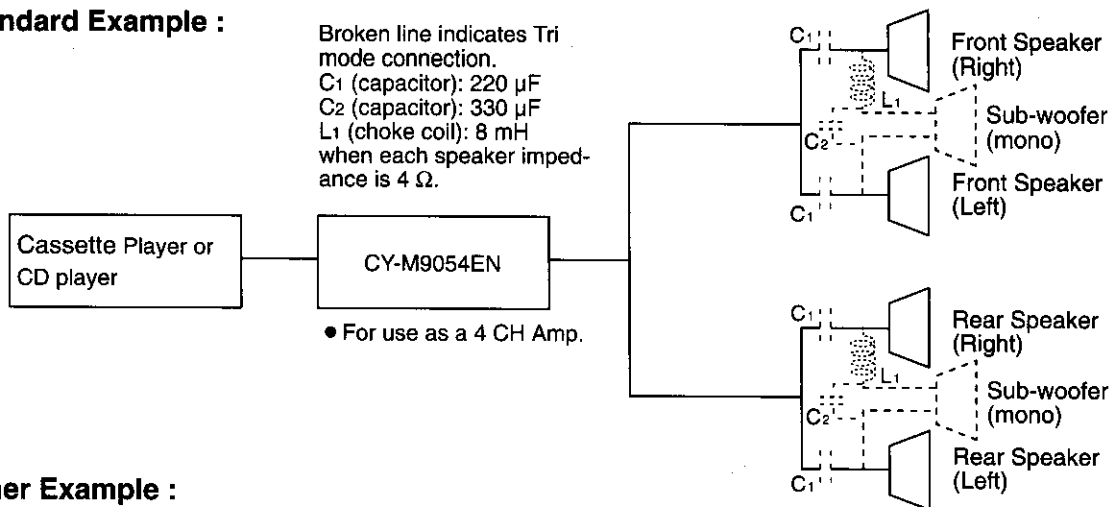 ndard Example :
Broken line indicates Tri
mode connection.
C1 (capacitor): 220 µF
C2 (capacitor): 330 µF
L1 (choke coil): 8 mH
when each speaker imped-
ance is 4 Ω.
Cassette Player or
CD player
CY-M9054EN
● For use as a 4 CH Amp.
C1
Front Speaker
(Right)
L1
C2
Sub-woofer
(mono)
C1
Front Speaker
(Left)
C1
Rear Speaker
(Right)
L1
C2
Sub-woofer
(mono)
C1
Rear Speaker
(Left)
ner Example :